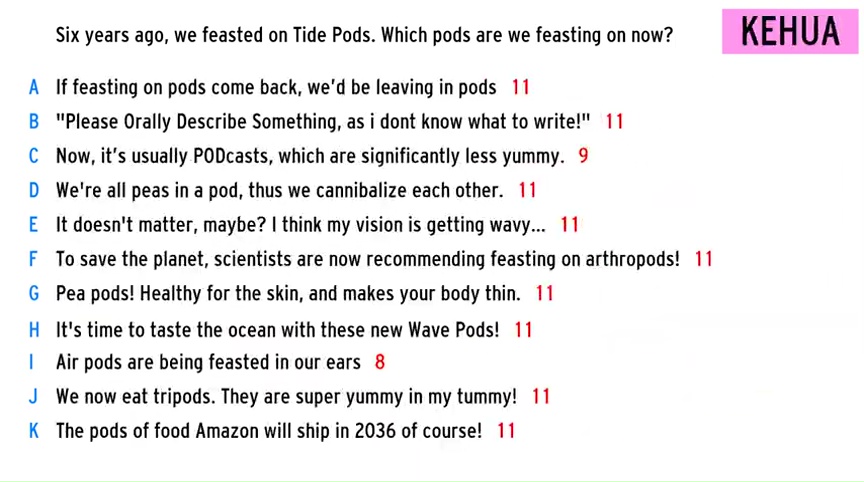 Six years ago, we feasted on Tide Pods. Which pods are we feasting on now?
KEHUA
A If feasting on pods come back, we'd be leaving in pods 11
B "Please Orally Describe Something, as i dont know what to write!" 11
C Now, it's usually PODcasts, which are significantly less yummy. 9
D We're all peas in a pod, thus we cannibalize each other. 11
E It doesn't matter, maybe? I think my vision is getting wavy... 11
F To save the planet, scientists are now recommending feasting on arthropods! 11
G Pea pods! Healthy for the skin, and makes your body thin. 11
H It's time to taste the ocean with these new Wave Pods! 11
I Air pods are being feasted in our ears 8
J We now eat tripods. They are super yummy in my tummy! 11
K The pods of food Amazon will ship in 2036 of course! 11